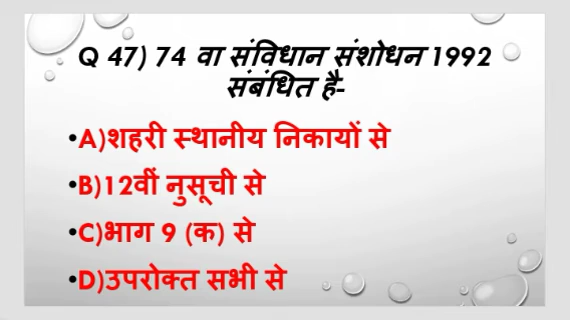 Q 47) 74 वा संविधान संशोधन 1992
संबंधित है-
•A)शहरी स्थानीय निकायों से
•B)12वीं नुसूची से
•C)भाग 9 (क) से
•D)उपरोक्त सभी से